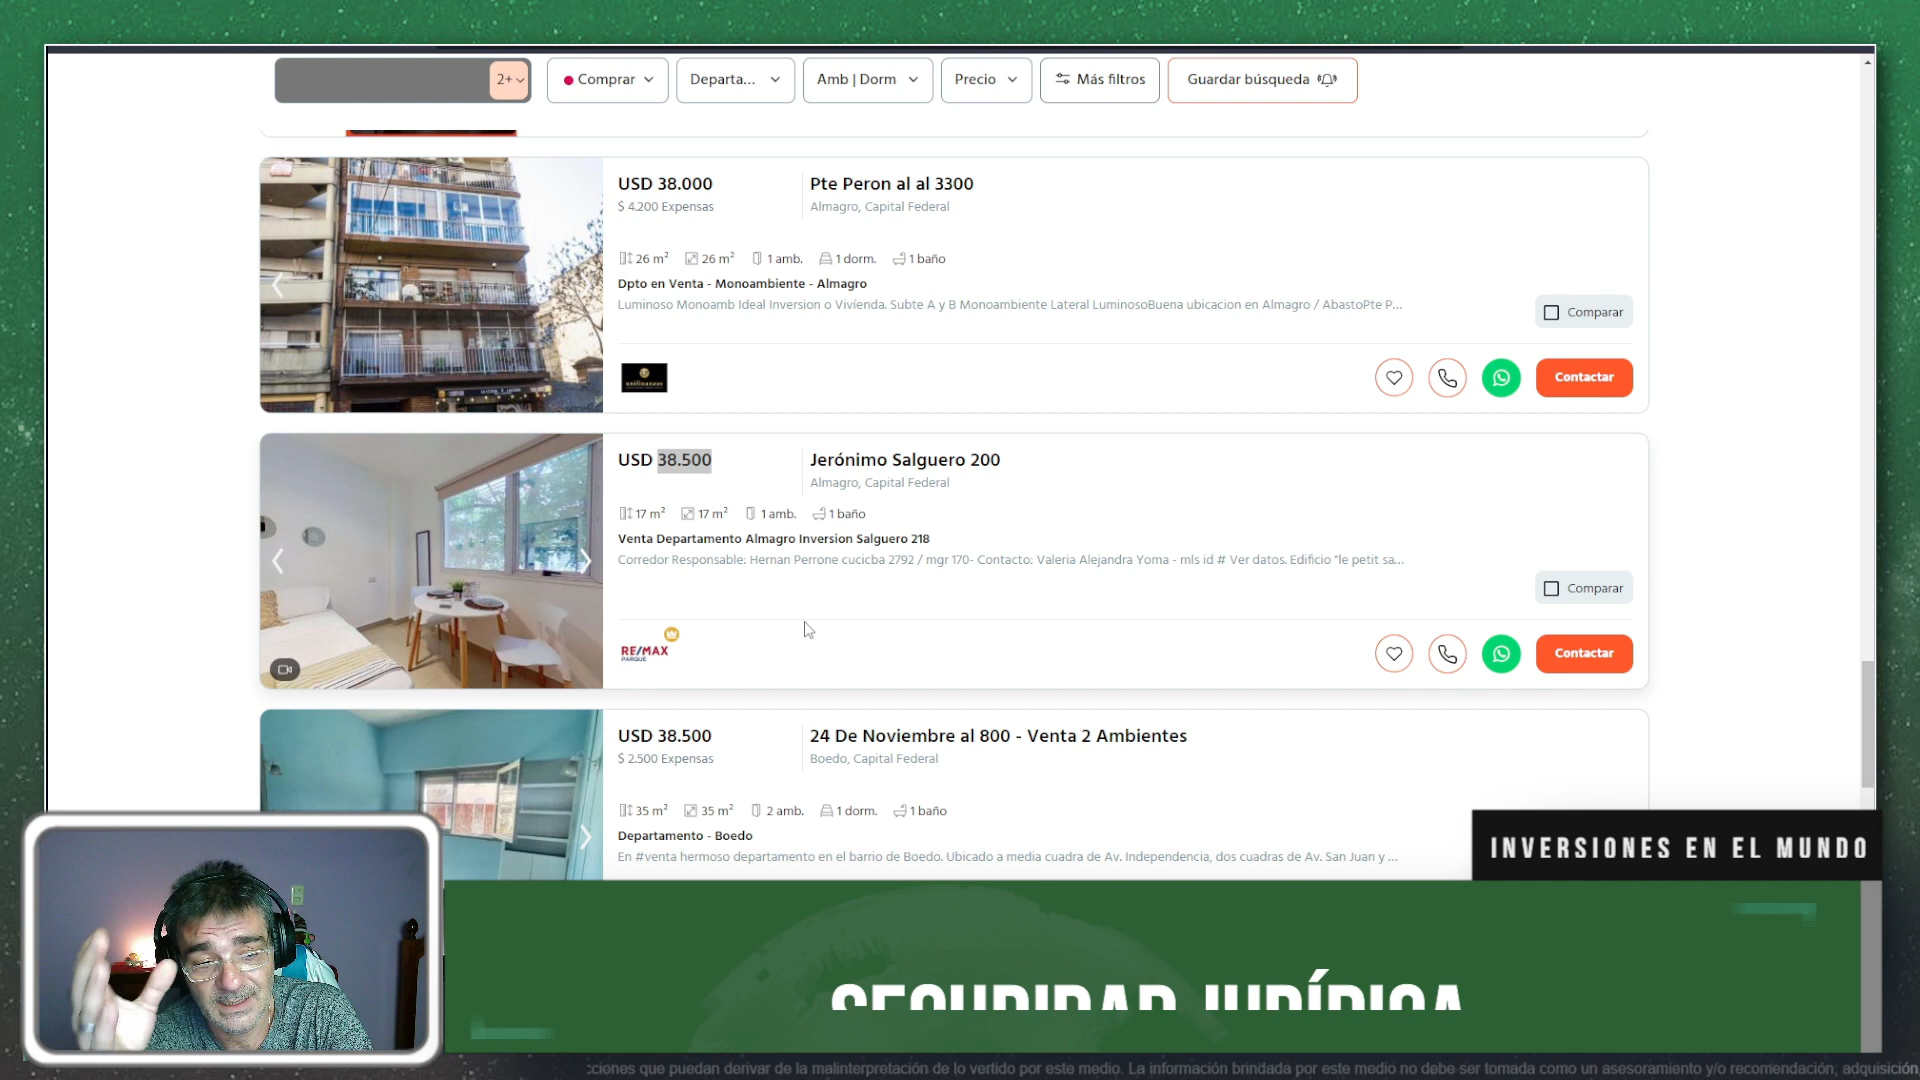 2+
Comprar
Departa...
Amb | Dorm
Precio
Más filtros
Guardar búsqueda
USD 38.000
$ 4.200 Expensas
Pte Peron al al 3300
Almagro, Capital Federal
26 m² 26 m² 1 amb. 1 dorm. 1 baño
Dpto en Venta - Monoambiente - Almagro
Luminoso Monoamb Ideal Inversion o Vivíenda. Subte A y B Monoambiente Lateral LuminosoBuena ubicacion en Almagro / AbastoPte P...
Comparar
unifinanzas
Contactar
USD 38.500
Jerónimo Salguero 200
Almagro, Capital Federal
17 m² 17 m² 1 amb. 1 baño
Venta Departamento Almagro Inversion Salguero 218
Corredor Responsable: Hernan Perrone cucicba 2792 / mgr 170- Contacto: Valeria Alejandra Yoma - mls id # Ver datos. Edificio "le petit sa...
Comparar
RE/MAX
PARQUE
Contactar
USD 38.500
$ 2.500 Expensas
24 De Noviembre al 800 - Venta 2 Ambientes
Boedo, Capital Federal
35 m² 35 m² 2 amb. 1 dorm. 1 baño
Departamento - Boedo
En #venta hermoso departamento en el barrio de Boedo. Ubicado a media cuadra de Av. Independencia, dos cuadras de Av. San Juan y ...
INVERSIONES EN EL MUNDO
SEGURIDAD JURÍDICA
ciones que puedan derivar de la malinterpretación de lo vertido por este medio. La información brindada por este medio no debe ser tomada como un asesoramiento y/o recomendación, adquisición